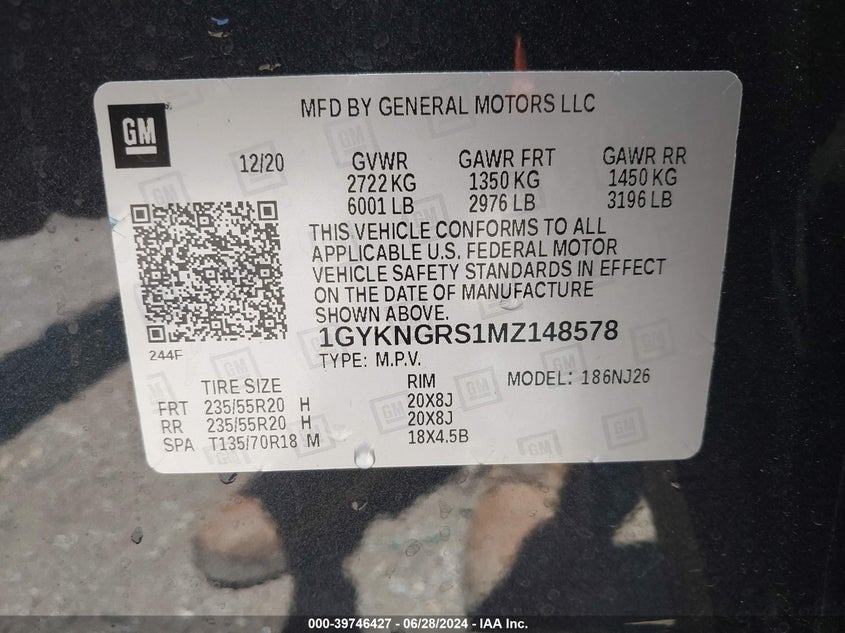 GM
MFD BY GENERAL MOTORS LLC
12/20 GVWR GAWR FRT GAWR RR
2722 KG 1350 KG 1450 KG
6001 LB 2976 LB 3196 LB
THIS VEHICLE CONFORMS TO ALL
APPLICABLE U.S. FEDERAL MOTOR
VEHICLE SAFETY STANDARDS IN EFFECT
ON THE DATE OF MANUFACTURE
SHOWN ABOVE.
1GYKNGRS1MZ148578
244F TYPE: M.P.V.
TIRE SIZE RIM MODEL: 186NJ26
FRT 235/55R20 H 20X8J
RR 235/55R20 H 20X8J
SPA T135/70R18 M 18X4.5B
000-39746427 - 06/28/2024 - IAA Inc.